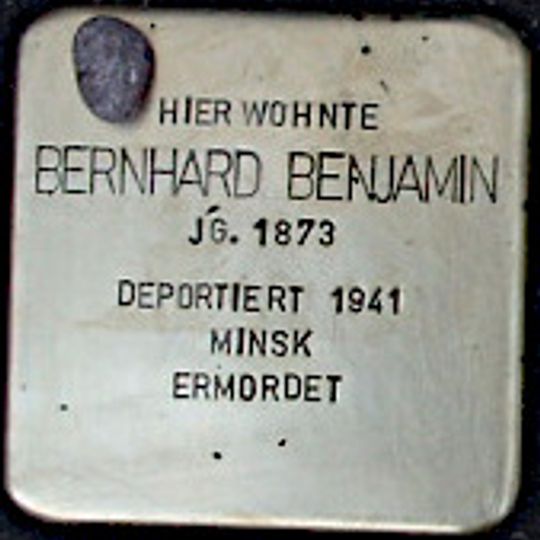 HIER WOHNTE
BERNHARD BENJAMIN
JG. 1873
DEPORTIERT 1941
MINSK
ERMORDET